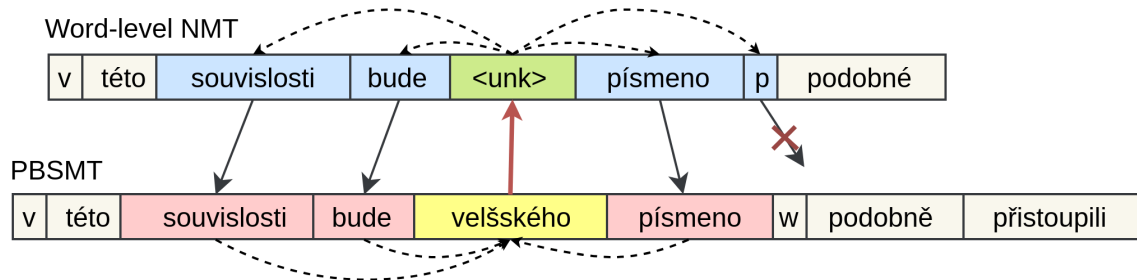 Word-level NMT
v této souvislosti bude <unk> písmeno p podobné
PBSMT
v této souvislosti bude velšského písmeno w podobně přistoupili